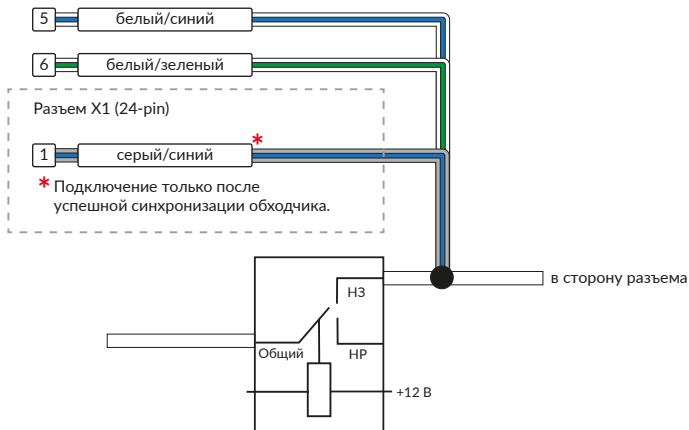 5 белый/синий
6 белый/зеленый
Разъем X1 (24-pin)
1 серый/синий *
* Подключение только после
успешной синхронизации обходчика.
в сторону разъема
НЗ
Общий
НР
+12 В